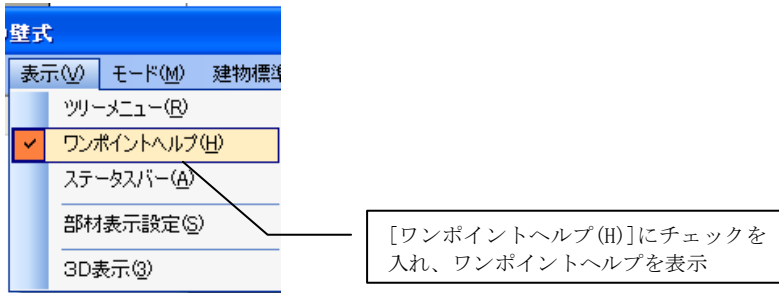 壁式
表示(V) モード(M) 建物標準
ツリーメニュー(R)
ワンポイントヘルプ(H)
ステータスバー(A)
部材表示設定(S)
3D表示(3)
[ワンポイントヘルプ(H)]にチェックを
入れ、ワンポイントヘルプを表示